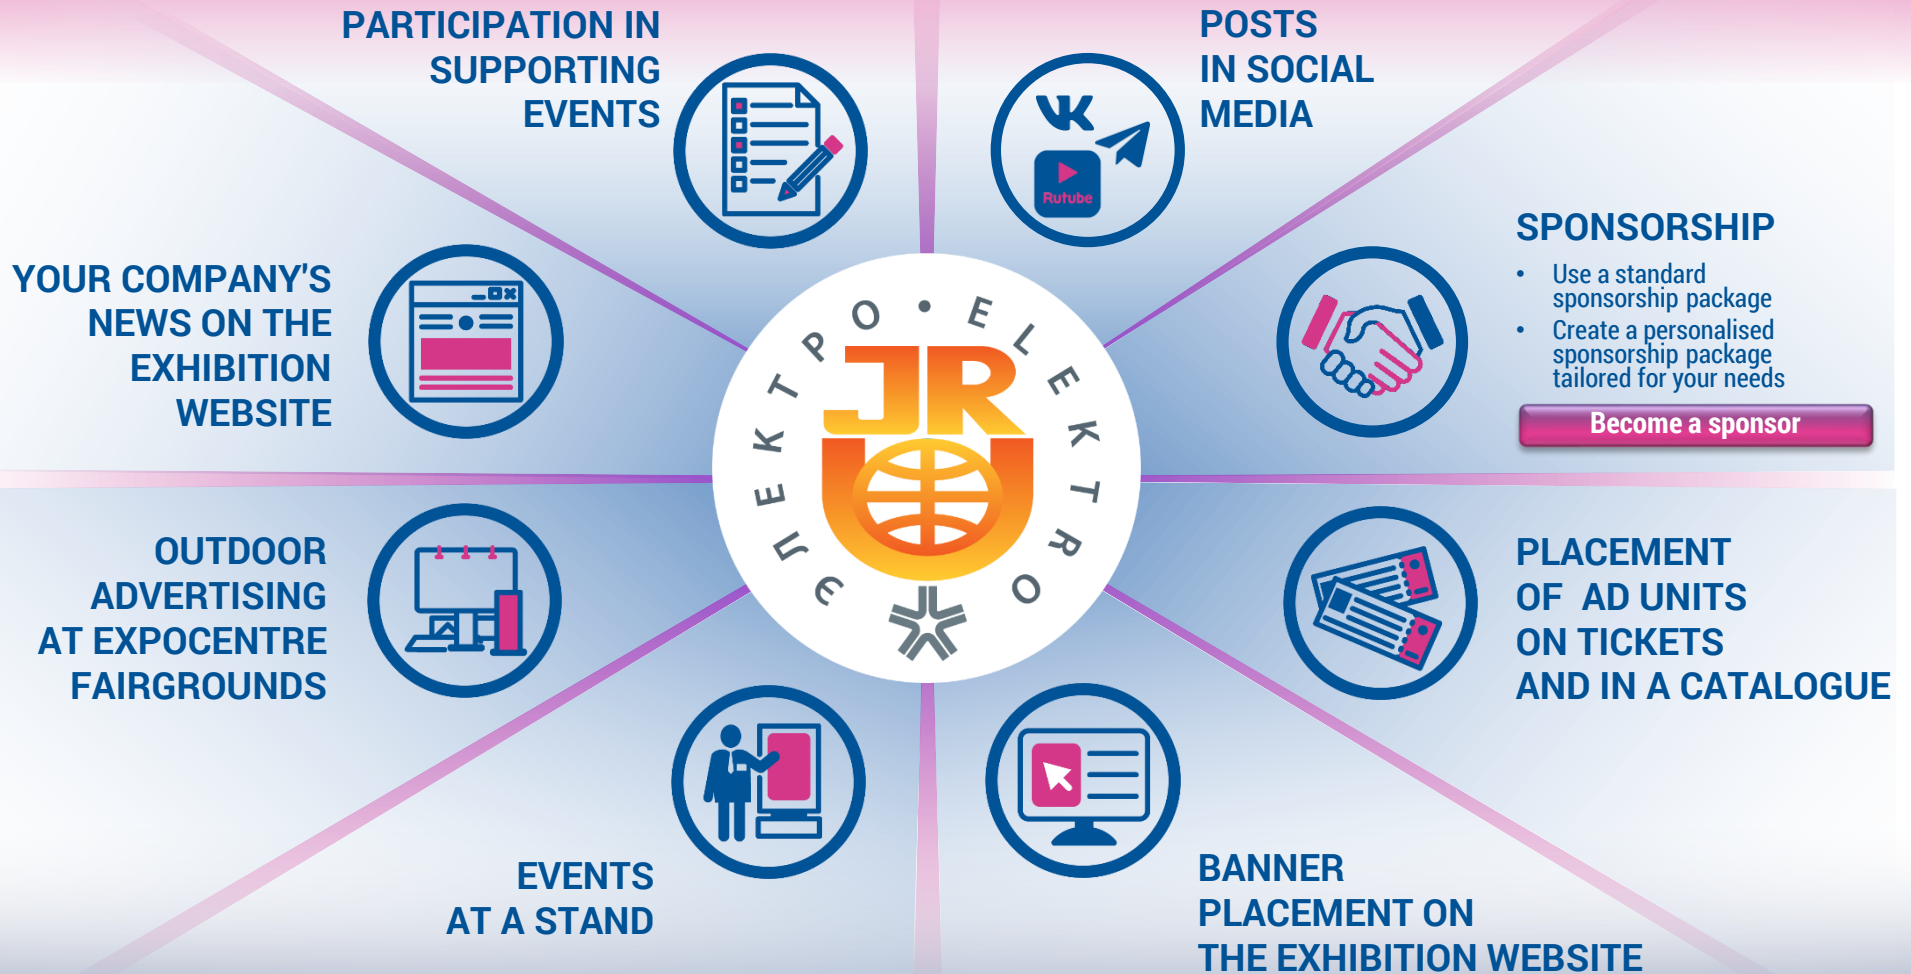 PARTICIPATION IN
SUPPORTING
EVENTS
POSTS
IN SOCIAL
MEDIA
Rutube
YOUR COMPANY'S
NEWS ON THE
EXHIBITION
WEBSITE
SPONSORSHIP
• Use a standard
sponsorship package
• Create a personalised
sponsorship package
tailored for your needs
Become a sponsor
ЭЛЕКТРО • ELEKTRO
JR
OUTDOOR
ADVERTISING
AT EXPOCENTRE
FAIRGROUNDS
PLACEMENT
OF AD UNITS
ON TICKETS
AND IN A CATALOGUE
EVENTS
AT A STAND
BANNER
PLACEMENT ON
THE EXHIBITION WEBSITE